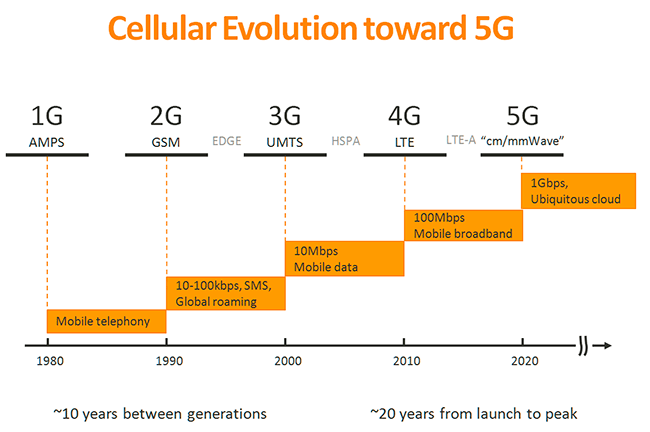 Cellular Evolution toward 5G
1G
2G
3G
4G
5G
AMPS
GSM
EDGE
UMTS
HSPA
LTE
LTE-A
“cm/mmWave”
1Gbps,
Ubiquitous cloud
100Mbps
Mobile broadband
10Mbps
Mobile data
10-100kbps, SMS,
Global roaming
Mobile telephony
1980
1990
2000
2010
2020
~10 years between generations
~20 years from launch to peak